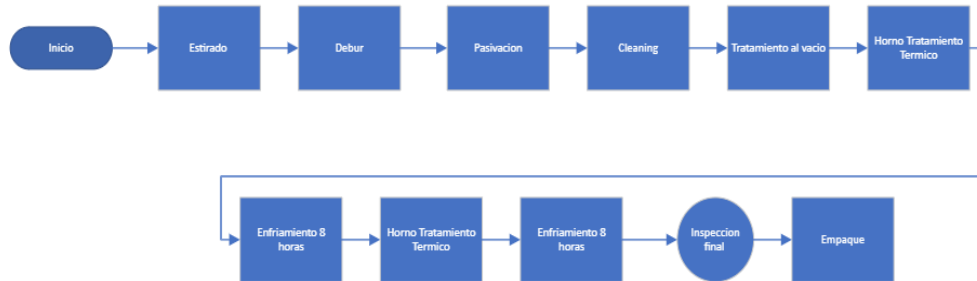 Inicio
Estirado
Debur
Pasivacion
Cleaning
Tratamiento al vacio
Horno Tratamiento
Termico
Enfriamiento 8
horas
Horno Tratamiento
Termico
Enfriamiento 8
horas
Inspeccion
final
Empaque